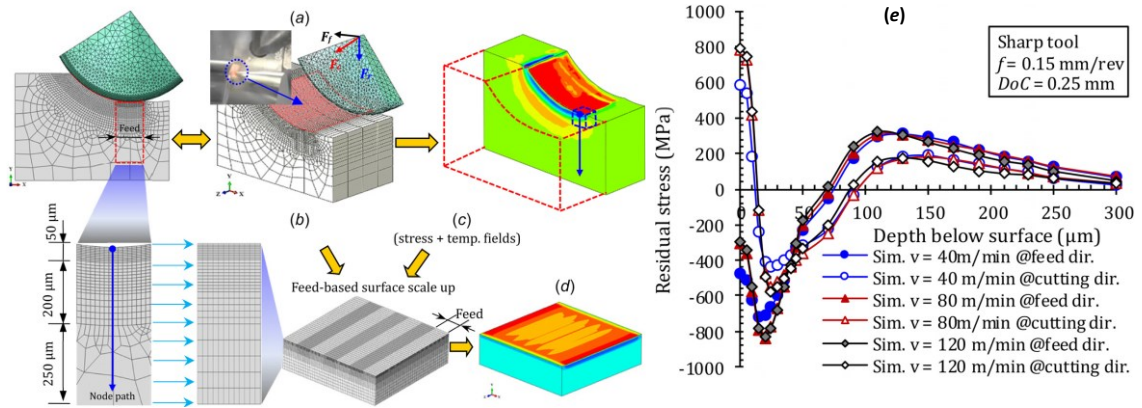 (a)
Ff
Fc
Fr
Feed
50 μm
200 μm
250 μm
Node path
(b)
(c)
(stress + temp. fields)
Feed-based surface scale up
Feed
(d)
(e)
Residual stress (MPa)
1000
800
600
400
200
0
-200
-400
-600
-800
-1000
0
50
100
150
200
250
300
Sharp tool
f= 0.15 mm/rev
DoC = 0.25 mm
Depth below surface (μm)
Sim. v = 40m/min @feed dir.
Sim. v = 40 m/min @cutting dir.
Sim. v = 80 m/min @feed dir.
Sim. v = 80m/min @cutting dir.
Sim. v = 120 m/min @feed dir.
Sim. v = 120 m/min @cutting dir.